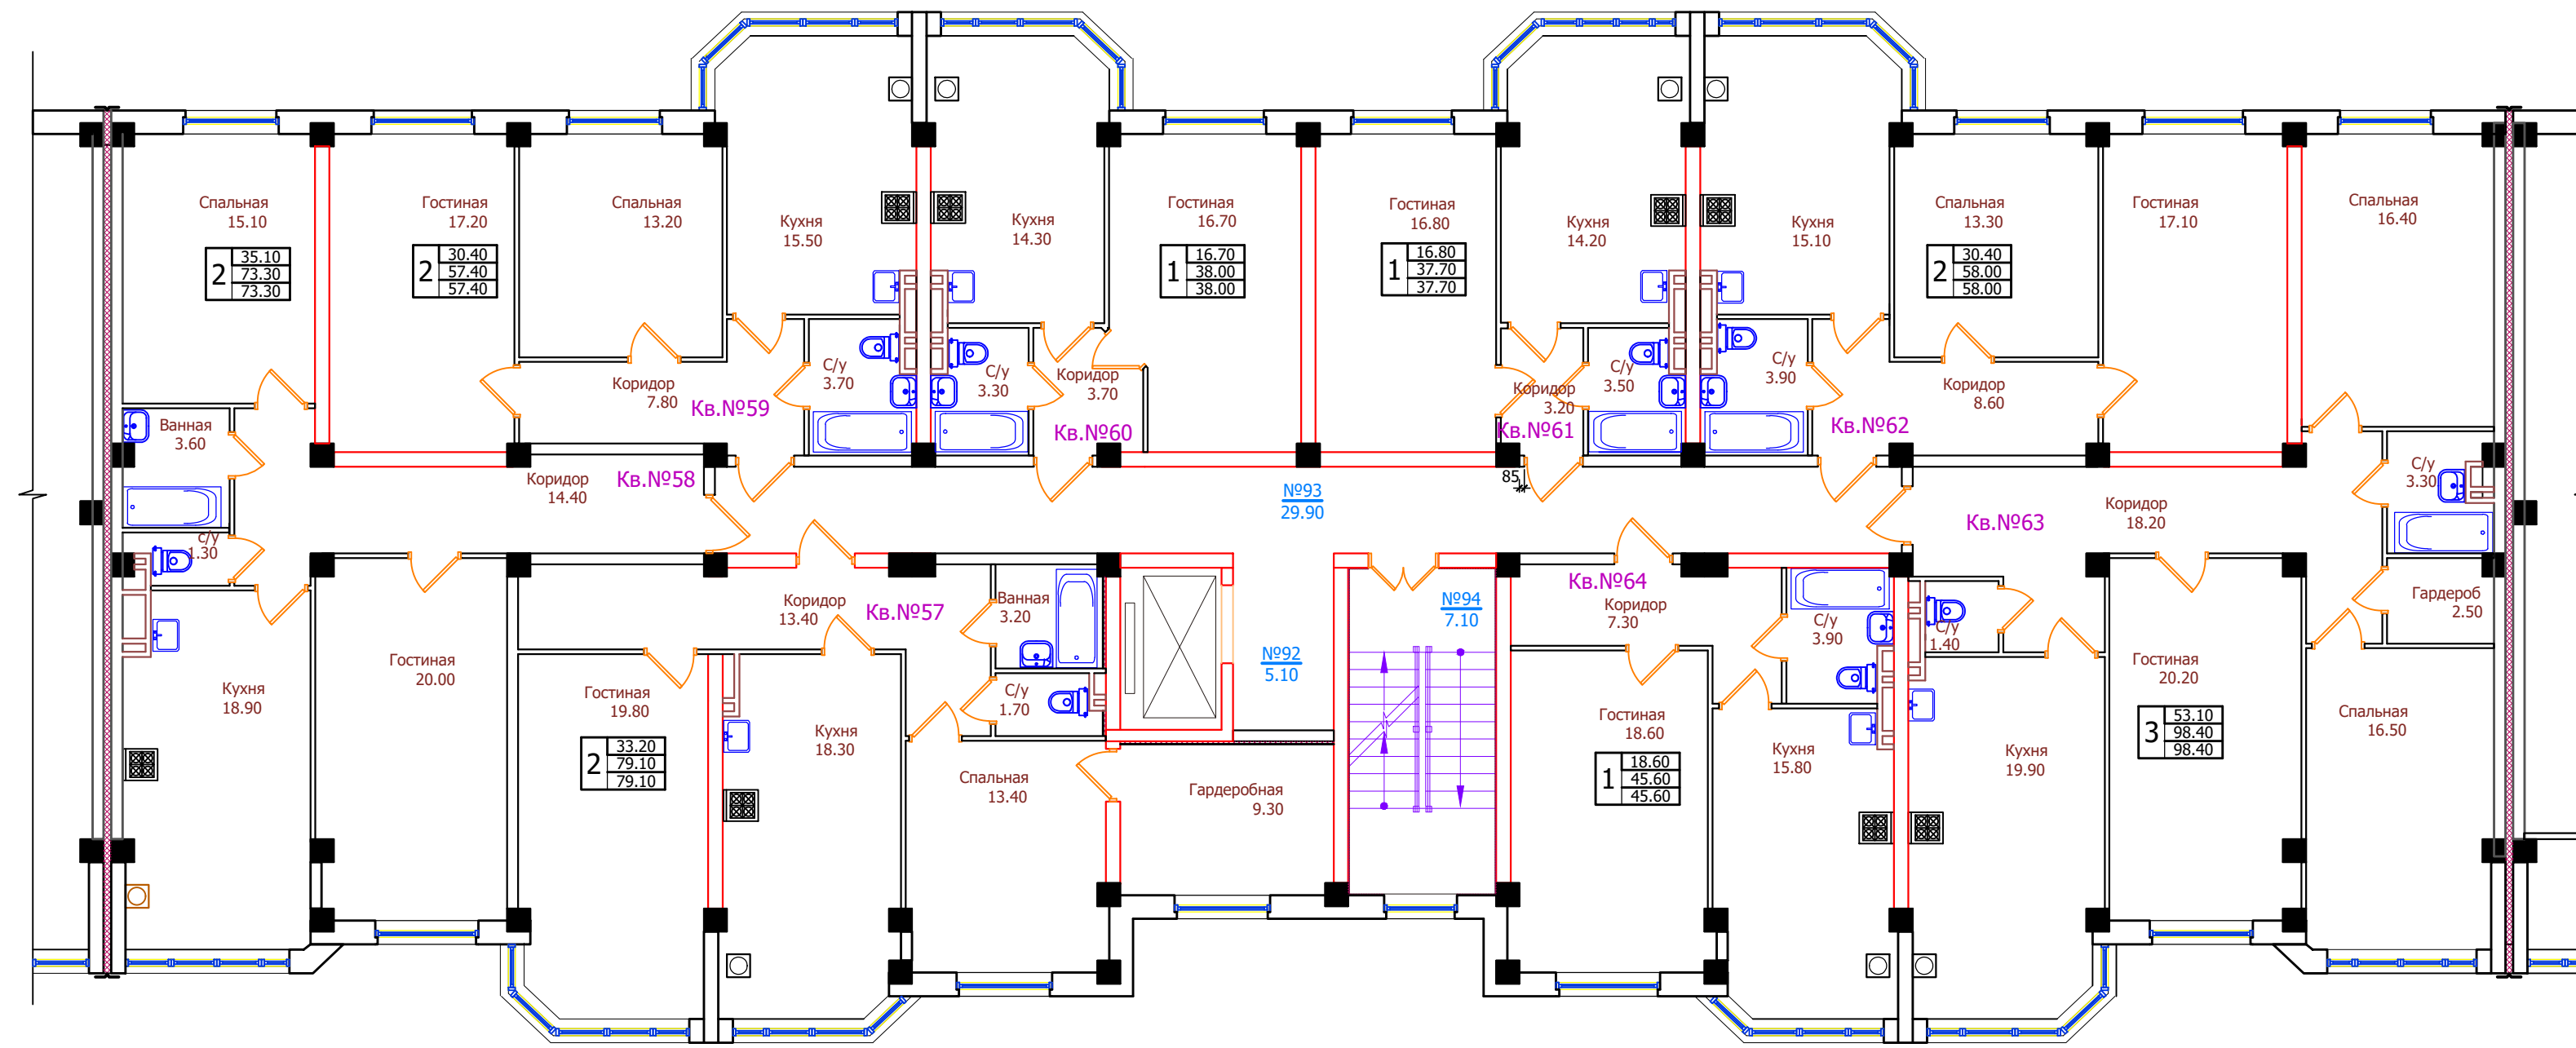 Спальная
15.10
2
35.10
73.30
73.30
Гостиная
17.20
2
30.40
57.40
57.40
Спальная
13.20
Кухня
15.50
Кухня
14.30
Гостиная
16.70
1
16.70
38.00
38.00
Гостиная
16.80
1
16.80
37.70
37.70
Кухня
14.20
Кухня
15.10
Спальная
13.30
2
30.40
58.00
58.00
Гостиная
17.10
Спальная
16.40
Ванная
3.60
Коридор
7.80
Кв.№59
С/у
3.70
С/у
3.30
Коридор
3.70
Кв.№60
Коридор
3.20
Кв.№61
С/у
3.50
С/у
3.90
Кв.№62
Коридор
8.60
С/у
3.30
Коридор
14.40
Кв.№58
№93
29.90
85
Кв.№63
Коридор
18.20
С/у
1.30
Кухня
18.90
Гостиная
20.00
Коридор
13.40
Кв.№57
Ванная
3.20
С/у
1.70
№92
5.10
№94
7.10
Кв.№64
Коридор
7.30
С/у
3.90
С/у
1.40
Гардероб
2.50
Гостиная
19.80
2
33.20
79.10
79.10
Кухня
18.30
Спальная
13.40
Гардеробная
9.30
Гостиная
18.60
1
18.60
45.60
45.60
Кухня
15.80
Кухня
19.90
Гостиная
20.20
3
53.10
98.40
98.40
Спальная
16.50